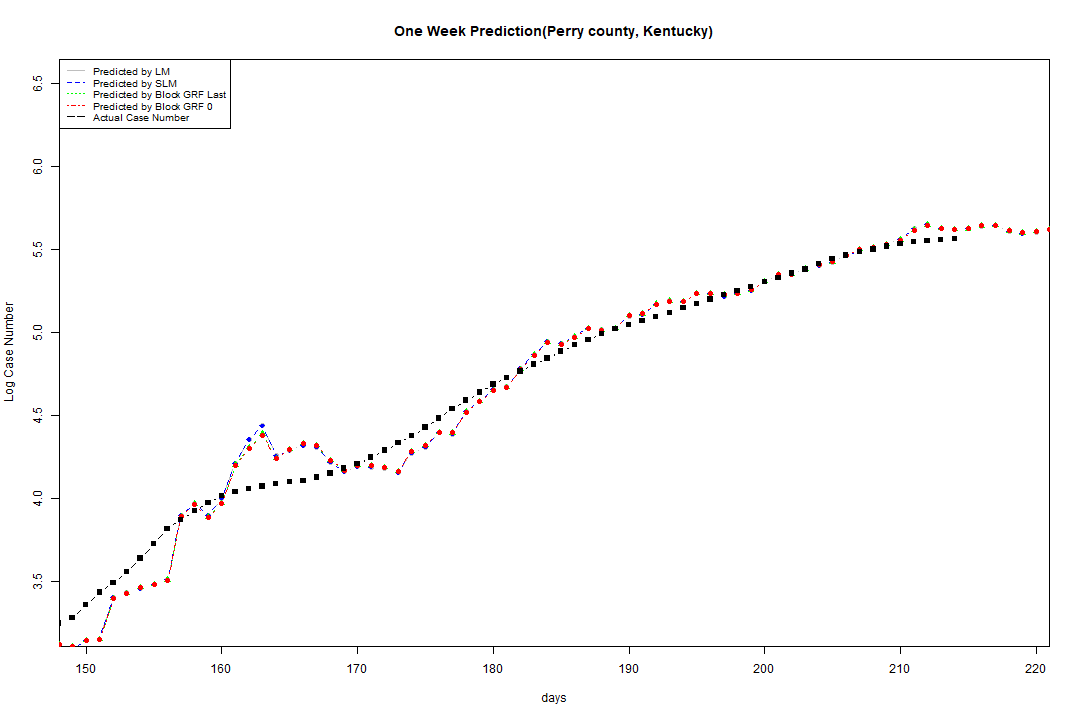 One Week Prediction(Perry county, Kentucky)
Predicted by LM
Predicted by SLM
Predicted by Block GRF Last
Predicted by Block GRF 0
Actual Case Number
6.5
6.0
5.5
5.0
4.5
4.0
3.5
Log Case Number
150 160 170 180 190 200 210 220
days